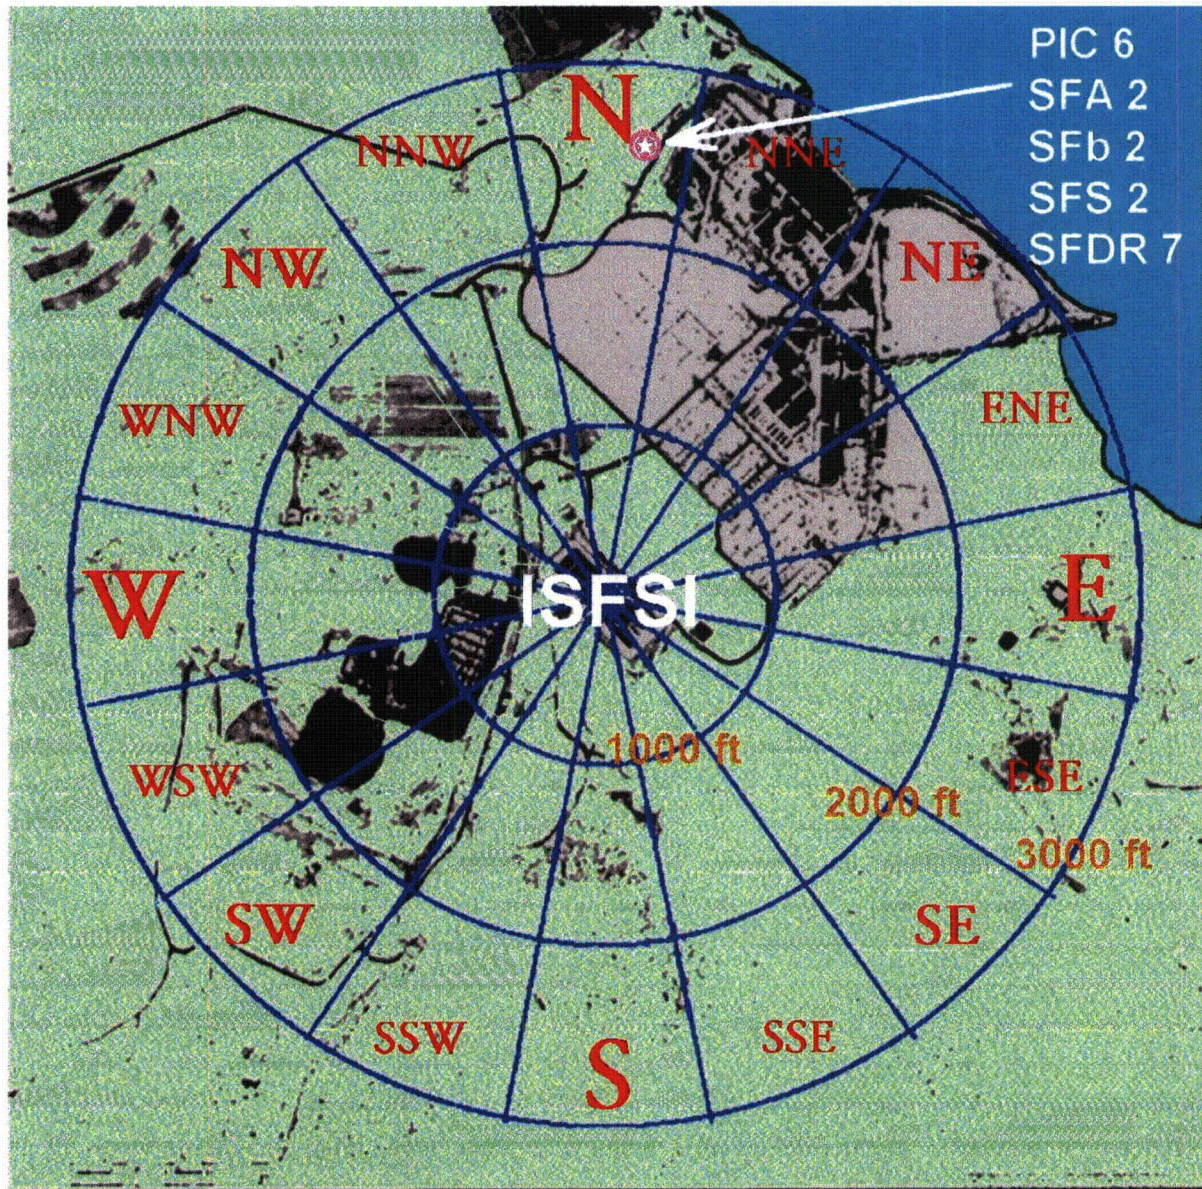 PIC 6
SFA 2
SFb 2
SFS 2
SFDR 7
N
NNW
NNE
NW
NE
WNW
ENE
W
ISFSI
E
1000 ft
WSW
ESE
2000 ft
3000 ft
SW
SE
SSW
SSE
S